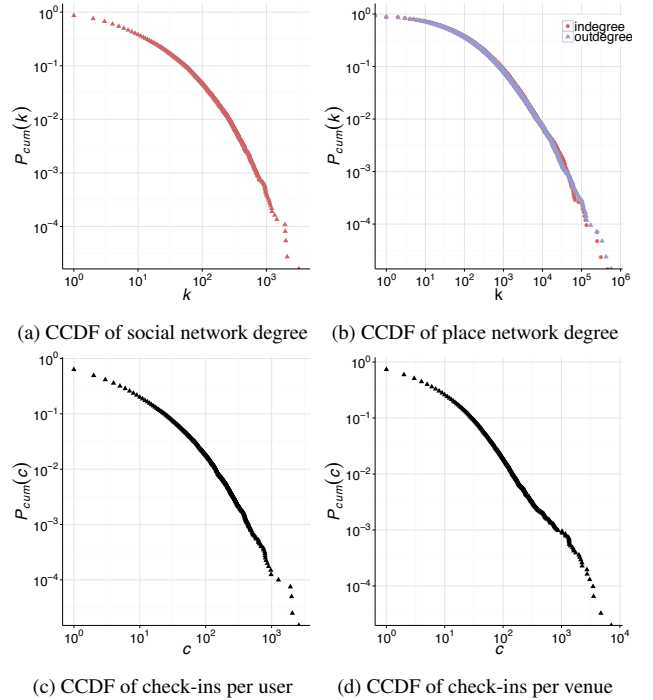 10^0
10^-1
10^-2
10^-3
10^-4
P_cum(k)
10^0 10^1 10^2 10^3
k
(a) CCDF of social network degree
indegree
outdegree
10^0
10^-1
10^-2
10^-3
10^-4
P_cum(k)
10^0 10^1 10^2 10^3 10^4 10^5 10^6
k
(b) CCDF of place network degree
10^0
10^-1
10^-2
10^-3
10^-4
P_cum(c)
10^0 10^1 10^2 10^3
c
(c) CCDF of check-ins per user
10^0
10^-1
10^-2
10^-3
10^-4
P_cum(c)
10^0 10^1 10^2 10^3 10^4
c
(d) CCDF of check-ins per venue